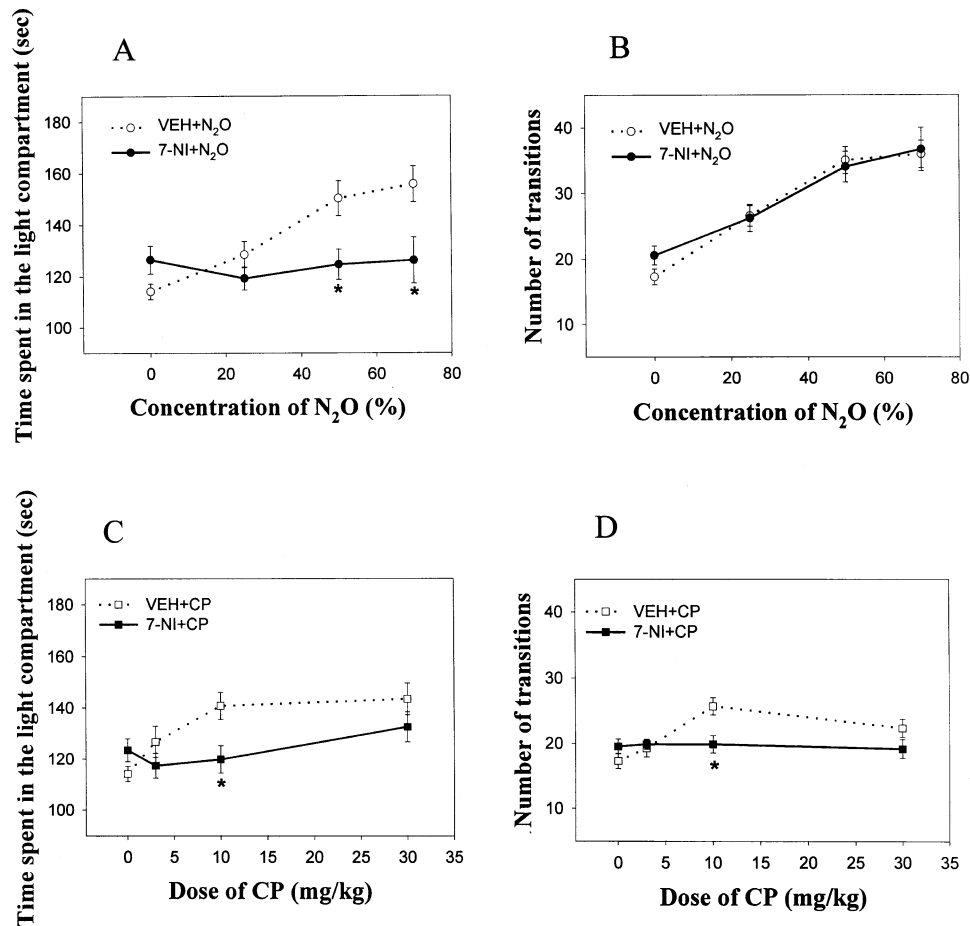 A
Time spent in the light compartment (sec)
180
160
140
120
100
VEH+N₂O
7-NI+N₂O
*
*
0
20
40
60
80
Concentration of N₂O (%)
B
Number of transitions
40
30
20
10
VEH+N₂O
7-NI+N₂O
0
20
40
60
80
Concentration of N₂O (%)
C
Time spent in the light compartment (sec)
180
160
140
120
100
VEH+CP
7-NI+CP
*
0
5
10
15
20
25
30
35
Dose of CP (mg/kg)
D
Number of transitions
40
30
20
10
VEH+CP
7-NI+CP
*
0
5
10
15
20
25
30
35
Dose of CP (mg/kg)